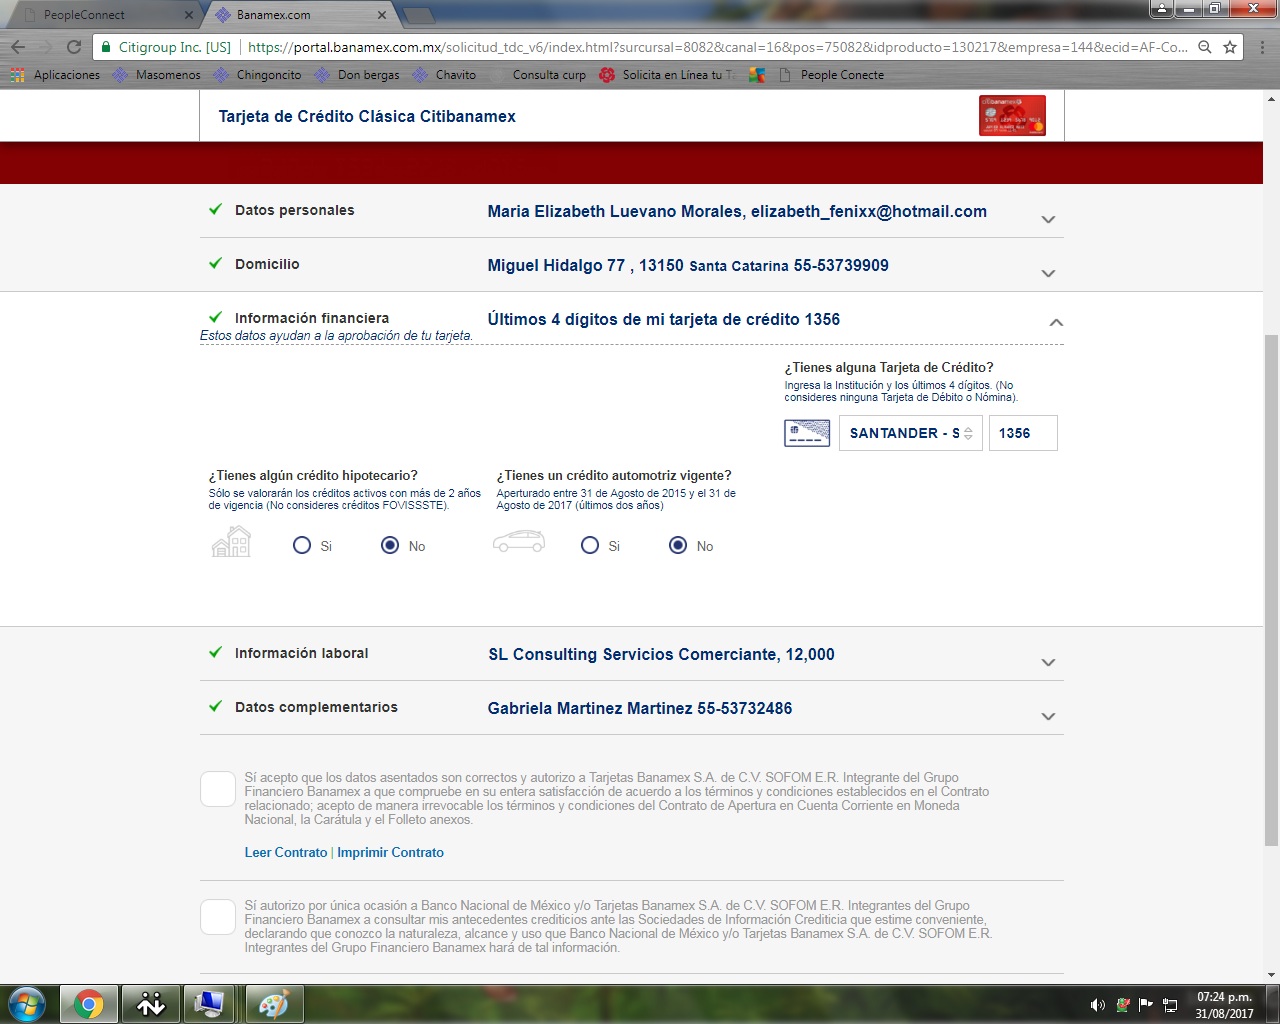 PeopleConnect
Banamex.com
Citigroup Inc. [US] | https://portal.banamex.com.mx/solicitud_tdc_v6/index.html?sursursal=8082&canal=16&pos=75082&idproducto=130217&empresa=144&ecid=AF-Co...
Aplicaciones Masomenos Chingoncito Don bergas Chavito Consulta curp Solicita en Línea tu T People Conecte
Tarjeta de Crédito Clásica Citibanamex
Datos personales Maria Elizabeth Luevano Morales, elizabeth_fenixx@hotmail.com
Domicilio Miguel Hidalgo 77 , 13150 Santa Catarina 55-53739909
Información financiera Últimos 4 dígitos de mi tarjeta de crédito 1356
Estos datos ayudan a la aprobación de tu tarjeta.
¿Tienes alguna Tarjeta de Crédito?
Ingresa la Institución y los últimos 4 dígitos. (No
consideres ninguna Tarjeta de Débito o Nómina).
SANTANDER - S 1356
¿Tienes algún crédito hipotecario?
Sólo se valorarán los créditos activos con más de 2 años
de vigencia (No consideres créditos FOVISSSTE).
Si No
¿Tienes un crédito automotriz vigente?
Aperturado entre 31 de Agosto de 2015 y el 31 de
Agosto de 2017 (últimos dos años)
Si No
Información laboral SL Consulting Servicios Comerciante, 12,000
Datos complementarios Gabriela Martinez Martinez 55-53732486
Sí acepto que los datos asentados son correctos y autorizo a Tarjetas Banamex S.A. de C.V. SOFOM E.R. Integrante del Grupo
Financiero Banamex a que compruebe en su entera satisfacción de acuerdo a los términos y condiciones establecidos en el Contrato
relacionado; acepto de manera irrevocable los términos y condiciones del Contrato de Apertura en Cuenta Corriente en Moneda
Nacional, la Carátula y el Folleto anexos.
Leer Contrato | Imprimir Contrato
Sí autorizo por única ocasión a Banco Nacional de México y/o Tarjetas Banamex S.A. de C.V. SOFOM E.R. Integrantes del Grupo
Financiero Banamex a consultar mis antecedentes crediticios ante las Sociedades de Información Crediticia que estime conveniente,
declarando que conozco la naturaleza, alcance y uso que Banco Nacional de México y/o Tarjetas Banamex S.A. de C.V. SOFOM E.R.
Integrantes del Grupo Financiero Banamex hará de tal información.
07:24 p.m.
31/08/2017